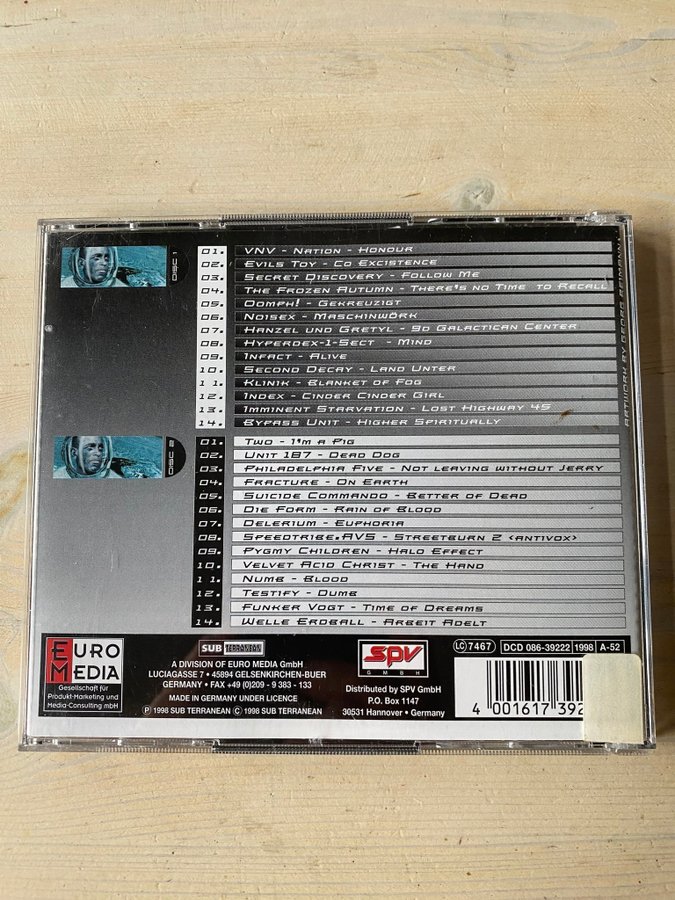 DISC 1
01. VNV - Nation - Honour
02. Evils Toy - Co Excistence
03. Secret Discovery - Follow Me
04. The Frozen Autumn - There's no Time to Recall
05. Oomph! - Gekreuzigt
06. Noisex - Maschinwörk
07. Hanzel und Gretyl - 9d Galactican Center
08. Hyperdex-1-Sect - Mind
09. Infact - Alive
10. Second Decay - Land Unter
11. Klinik - Blanket of Fog
12. Index - Cinder Cinder Girl
13. Imminent Starvation - Lost Highway 45
14. Bypass Unit - Higher Spiritually
ARTWORK BY GEORG REIMANN
DISC 2
01. Two - I'm a Pig
02. Unit 187 - Dead Dog
03. Philadelphia Five - Not leaving without Jerry
04. Fracture - On Earth
05. Suicide Commando - Better of Dead
06. Die Form - Rain of Blood
07. Delerium - Euphoria
08. Speedtribe.AVS - Streetburn 2 <antivox>
09. Pygmy Children - Halo Effect
10. Velvet Acid Christ - The Hand
11. Numb - Blood
12. Testify - Dumb
13. Funker Vogt - Time of Dreams
14. Welle Erdball - Arbeit Adelt
EURO
MEDIA
Gesellschaft für
Produkt-Marketing und
Media-Consulting mbH
SUB TERRANEAN
A DIVISION OF EURO MEDIA GmbH
LUCIAGASSE 7 • 45894 GELSENKIRCHEN-BUER
GERMANY • FAX +49 (0)209 - 9 383 - 133
MADE IN GERMANY UNDER LICENCE
℗ 1998 SUB TERRANEAN © 1998 SUB TERRANEAN
SPV
GMBH
Distributed by SPV GmbH
P.O. Box 1147
30531 Hannover • Germany
LC 7467 DCD 086-39222 1998 A-52
4 001617 392